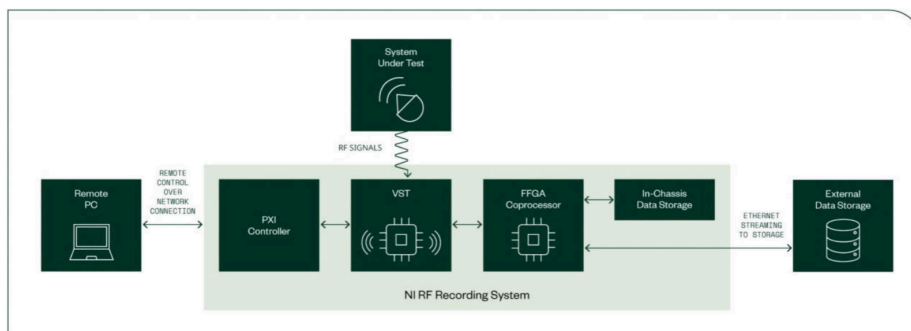 System
Under Test
RF SIGNALS
Remote
PC
REMOTE
CONTROL
OVER
NETWORK
CONNECTION
PXI
Controller
VST
FFGA
Coprocessor
In-Chassis
Data Storage
ETHERNET
STREAMING
TO STORAGE
External
Data Storage
NI RF Recording System